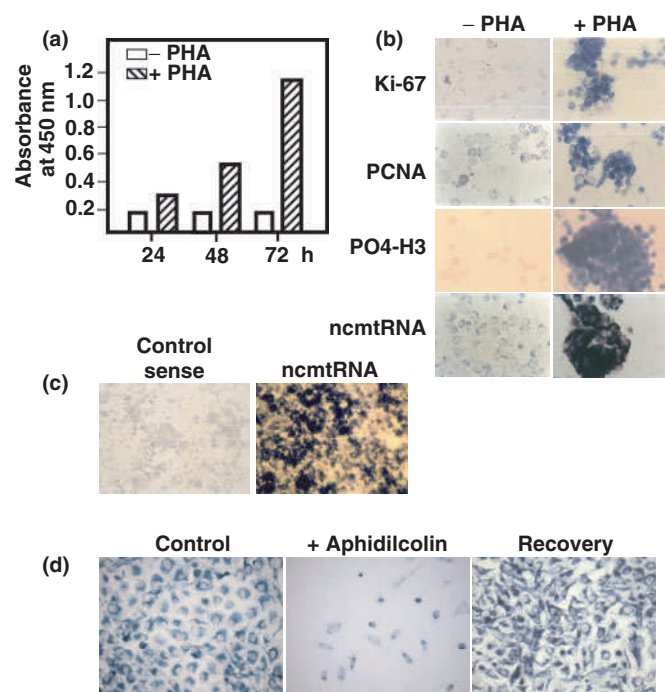 (a)
– PHA
+ PHA
Absorbance
at 450 nm
1.2
1.0
0.8
0.6
0.4
0.2
24 48 72 h
(b)
– PHA + PHA
Ki-67
PCNA
PO4-H3
ncmtRNA
(c)
Control
sense
ncmtRNA
(d)
Control + Aphidilcolin Recovery